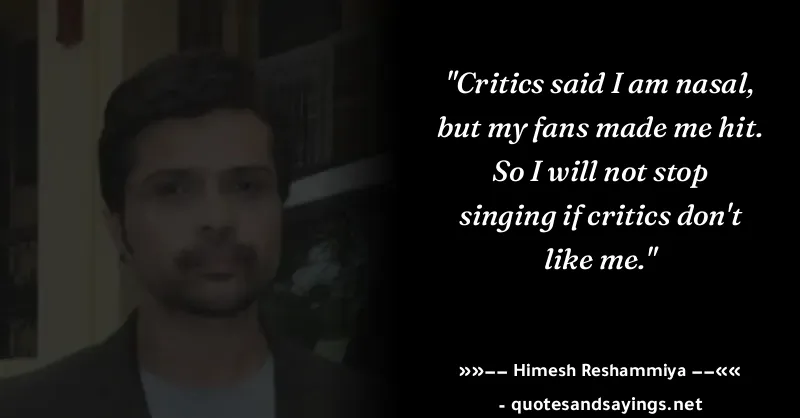 "Critics said I am nasal,
but my fans made me hit.
So I will not stop
singing if critics don't
like me."
»»–– Himesh Reshammiya ––««
- quotesandsayings.net